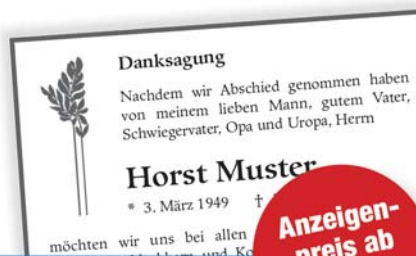 Danksagung
Nachdem wir Abschied genommen haben
von meinem lieben Mann, gutem Vater,
Schwiegervater, Opa und Uropa, Herrn
Horst Muster
* 3. März 1949 †
möchten wir uns bei allen
und
Anzeigen-
preis ab